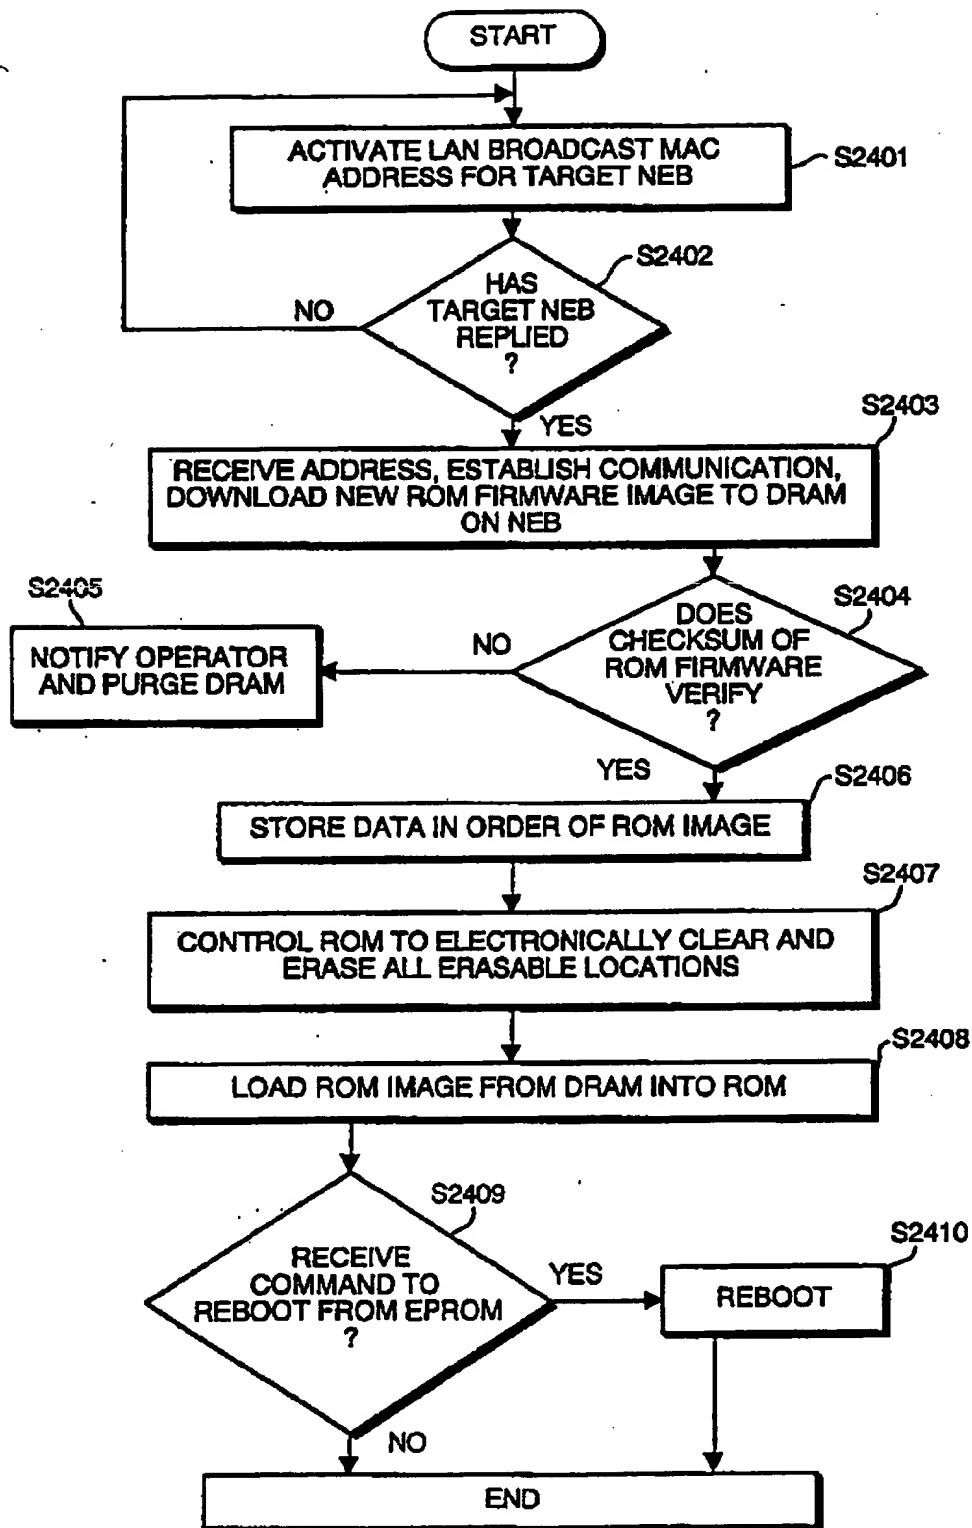 START
ACTIVATE LAN BROADCAST MAC
ADDRESS FOR TARGET NEB
S2401
S2402
HAS
TARGET NEB
REPLIED
?
NO
YES
S2403
RECEIVE ADDRESS, ESTABLISH COMMUNICATION,
DOWNLOAD NEW ROM FIRMWARE IMAGE TO DRAM
ON NEB
S2405
NOTIFY OPERATOR
AND PURGE DRAM
NO
S2404
DOES
CHECKSUM OF
ROM FIRMWARE
VERIFY
?
YES
S2406
STORE DATA IN ORDER OF ROM IMAGE
S2407
CONTROL ROM TO ELECTRONICALLY CLEAR AND
ERASE ALL ERASABLE LOCATIONS
S2408
LOAD ROM IMAGE FROM DRAM INTO ROM
S2409
RECEIVE
COMMAND TO
REBOOT FROM EPROM
?
YES
S2410
REBOOT
NO
END